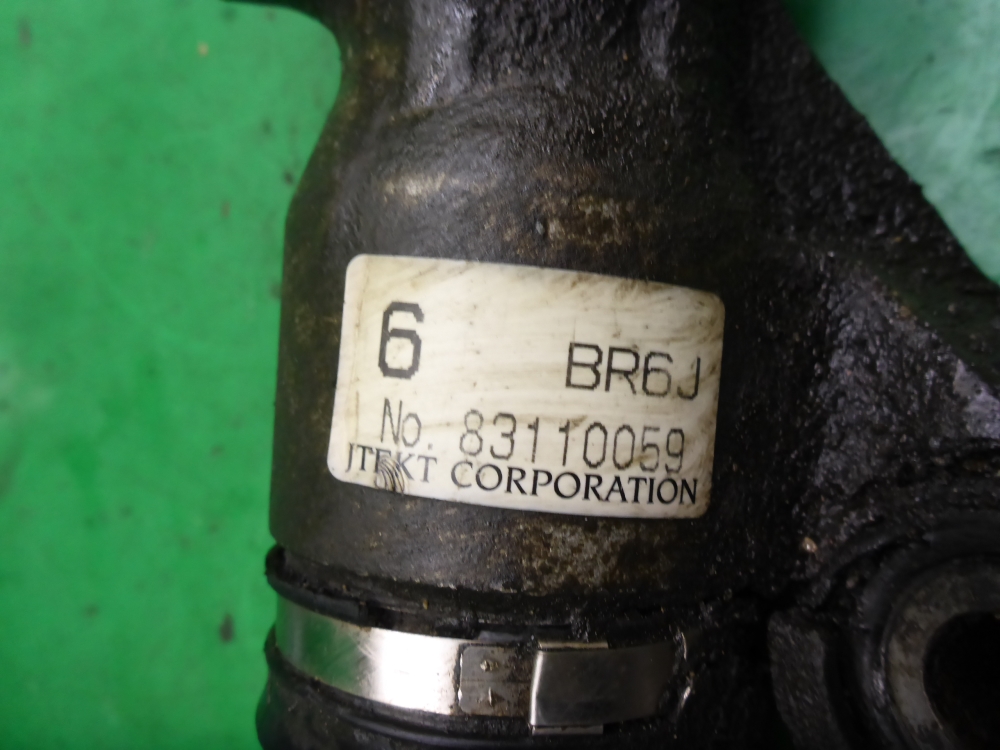 6 BR6J
No. 83110059
JTEKT CORPORATION